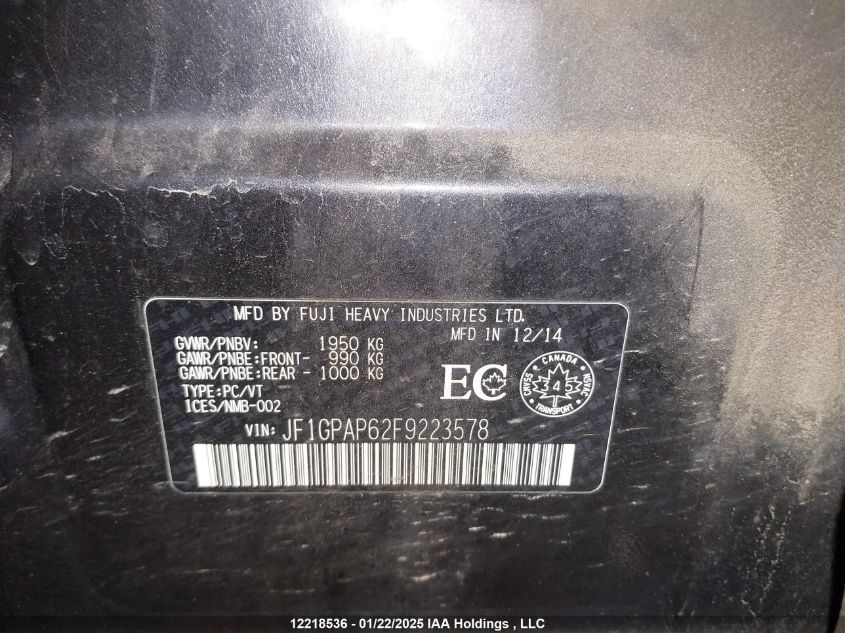 MFD BY FUJI HEAVY INDUSTRIES LTD.
MFD IN 12/14
GVWR/PNBV: 1950 KG
GAWR/PNBE:FRONT- 990 KG
GAWR/PNBE:REAR - 1000 KG
TYPE:PC/VT
ICES/NMB-002
EC
CANADA
CMVSS
345
NSVAC
TRANSPORT
VIN: JF1GPAP62F9223578
12218536 - 01/22/2025 IAA Holdings , LLC